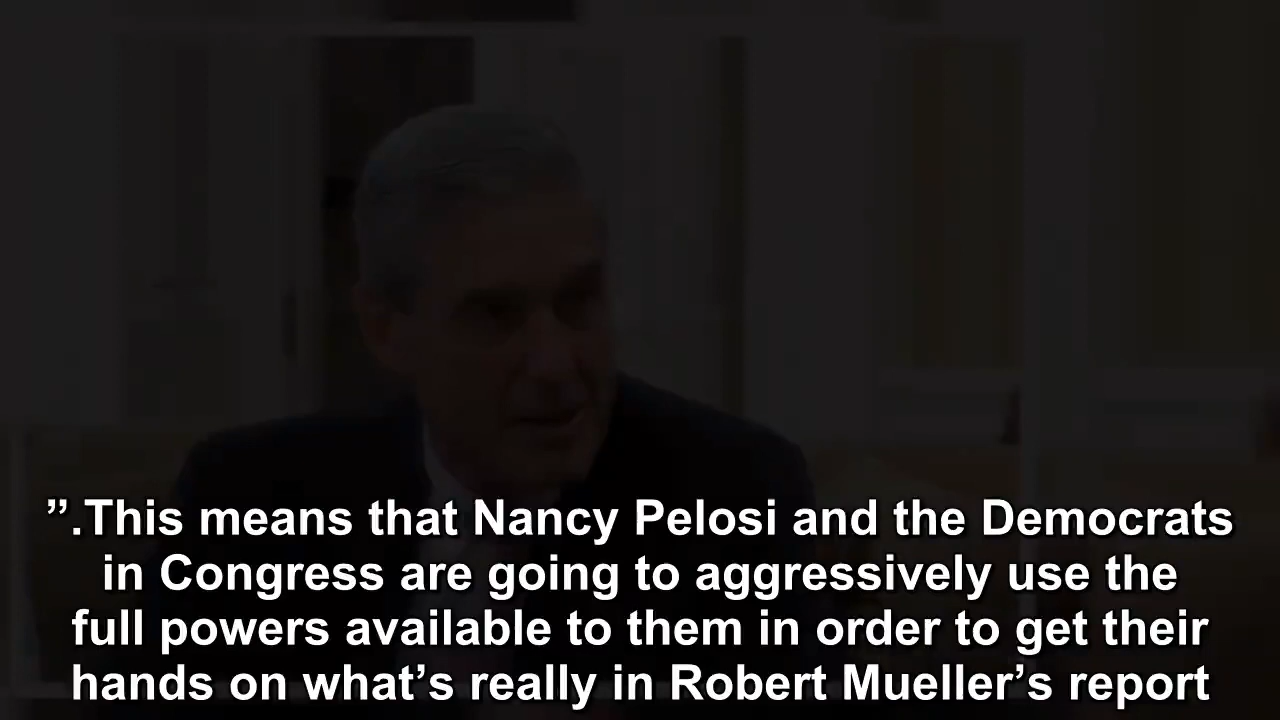 ”.This means that Nancy Pelosi and the Democrats
in Congress are going to aggressively use the
full powers available to them in order to get their
hands on what’s really in Robert Mueller’s report